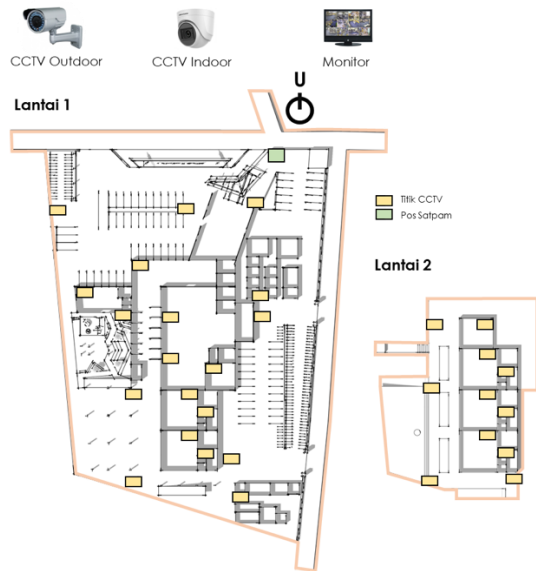 CCTV Outdoor
CCTV Indoor
Monitor
U
Lantai 1
Titik CCTV
Pos Satpam
Lantai 2